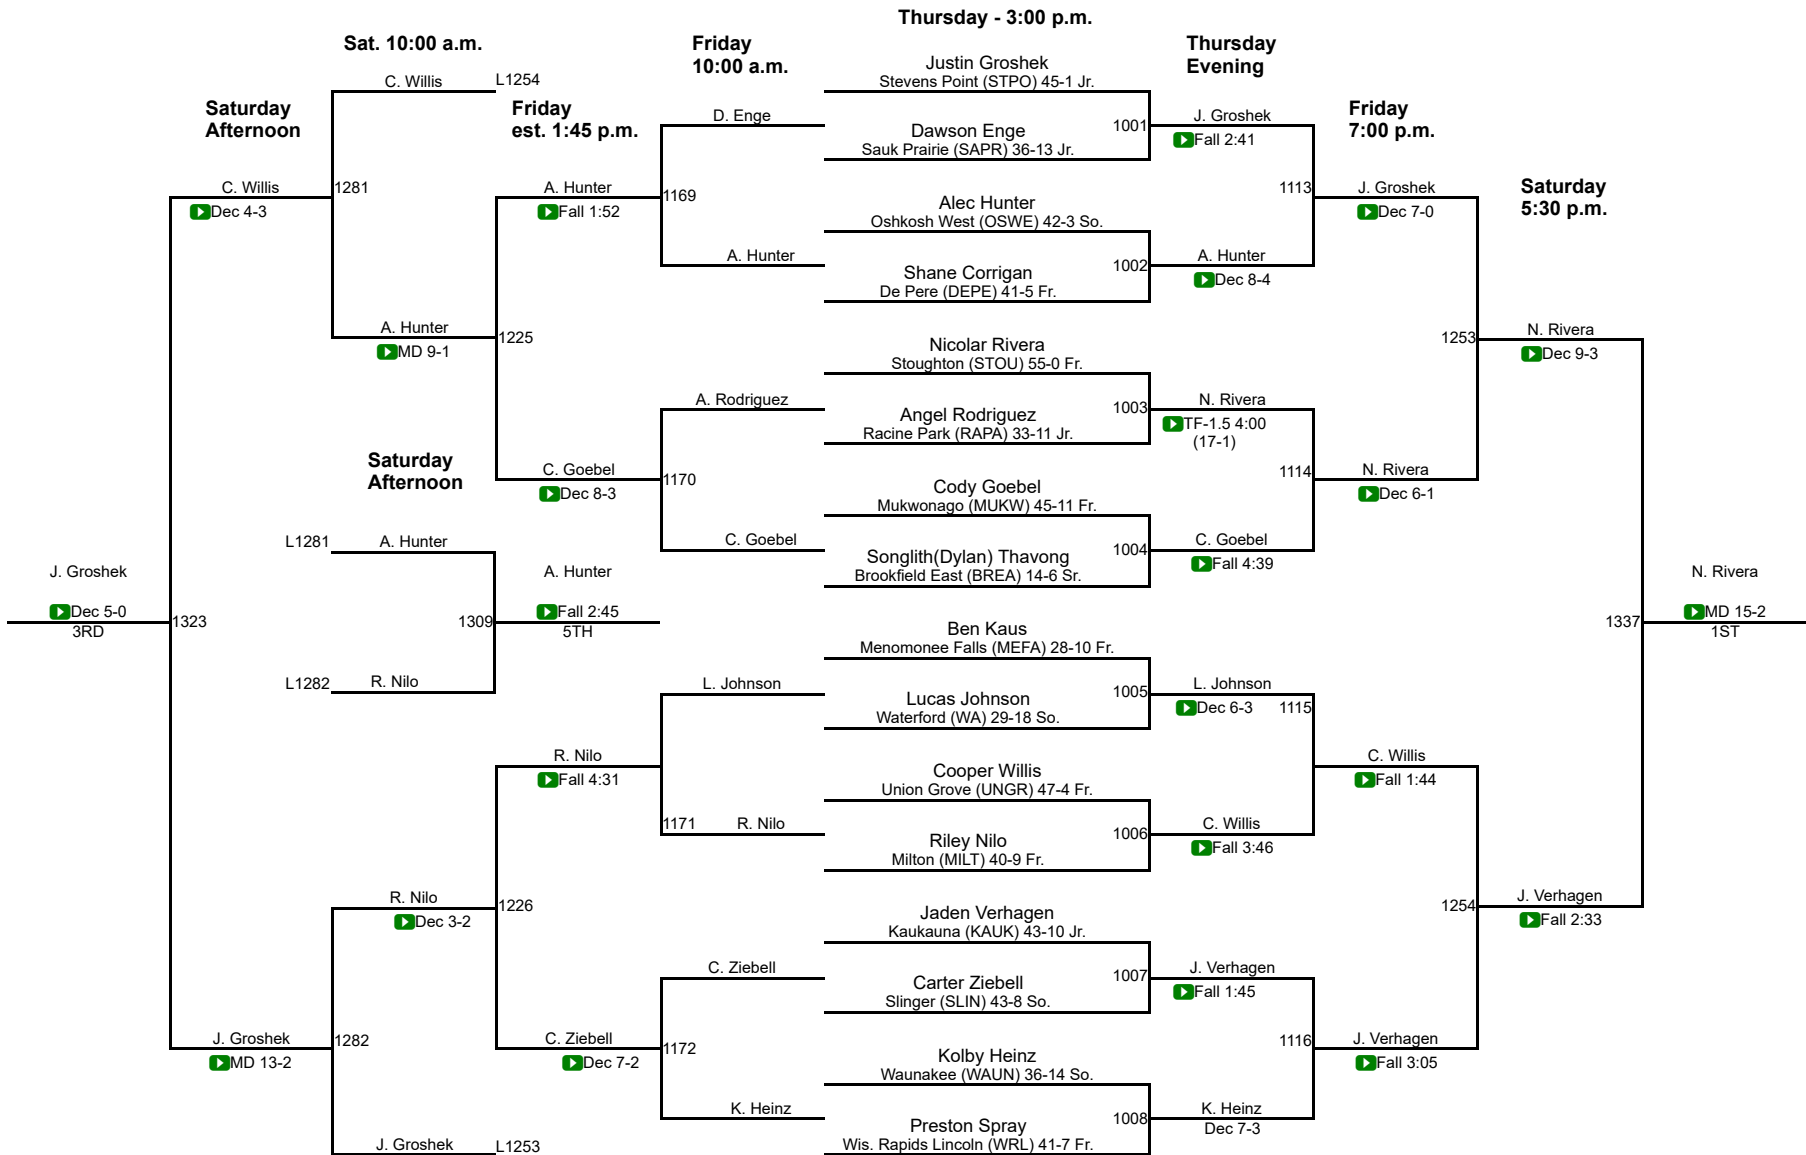 Thursday - 3:00 p.m.
Sat. 10:00 a.m.
Friday
10:00 a.m.
Thursday
Evening
Justin Groshek
Stevens Point (STPO) 45-1 Jr.
C. Willis
L1254
Saturday
Afternoon
Friday
est. 1:45 p.m.
D. Enge
Dawson Enge
Sauk Prairie (SAPR) 36-13 Jr.
1001
J. Groshek
Fall 2:41
Friday
7:00 p.m.
C. Willis
Dec 4-3
1281
A. Hunter
Fall 1:52
1169
Alec Hunter
Oshkosh West (OSWE) 42-3 So.
1113
J. Groshek
Dec 7-0
Saturday
5:30 p.m.
A. Hunter
Shane Corrigan
De Pere (DEPE) 41-5 Fr.
1002
A. Hunter
Dec 8-4
A. Hunter
MD 9-1
1225
Nicolar Rivera
Stoughton (STOU) 55-0 Fr.
1253
N. Rivera
Dec 9-3
A. Rodriguez
Angel Rodriguez
Racine Park (RAPA) 33-11 Jr.
1003
N. Rivera
TF-1.5 4:00
(17-1)
Saturday
Afternoon
C. Goebel
Dec 8-3
1170
Cody Goebel
Mukwonago (MUKW) 45-11 Fr.
1114
N. Rivera
Dec 6-1
L1281
A. Hunter
C. Goebel
Songlith(Dylan) Thavong
Brookfield East (BREA) 14-6 Sr.
1004
C. Goebel
Fall 4:39
J. Groshek
Dec 5-0
3RD
1323
1309
A. Hunter
Fall 2:45
5TH
Ben Kaus
Menomonee Falls (MEFA) 28-10 Fr.
1337
N. Rivera
MD 15-2
1ST
L1282
R. Nilo
L. Johnson
Lucas Johnson
Waterford (WA) 29-18 So.
1005
L. Johnson
Dec 6-3
1115
R. Nilo
Fall 4:31
Cooper Willis
Union Grove (UNGR) 47-4 Fr.
C. Willis
Fall 1:44
1171
R. Nilo
Riley Nilo
Milton (MILT) 40-9 Fr.
1006
C. Willis
Fall 3:46
R. Nilo
Dec 3-2
1226
Jaden Verhagen
Kaukauna (KAUK) 43-10 Jr.
1254
J. Verhagen
Fall 2:33
C. Ziebell
Carter Ziebell
Slinger (SLIN) 43-8 So.
1007
J. Verhagen
Fall 1:45
J. Groshek
MD 13-2
1282
C. Ziebell
Dec 7-2
1172
Kolby Heinz
Waunakee (WAUN) 36-14 So.
1116
J. Verhagen
Fall 3:05
K. Heinz
Preston Spray
Wis. Rapids Lincoln (WRL) 41-7 Fr.
1008
K. Heinz
Dec 7-3
J. Groshek
L1253